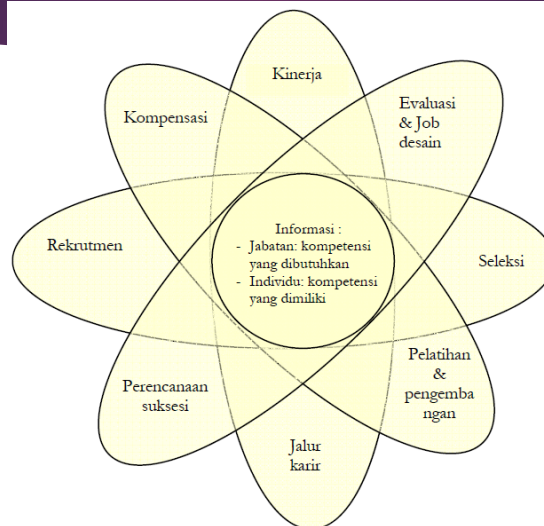 Kinerja
Kompensasi
Evaluasi
& Job
desain
Rekrutmen
Informasi :
- Jabatan: kompetensi
yang dibutuhkan
- Individu: kompetensi
yang dimiliki
Seleksi
Perencanaan
suksesi
Pelatihan
&
pengemba
ngan
Jalur
karir